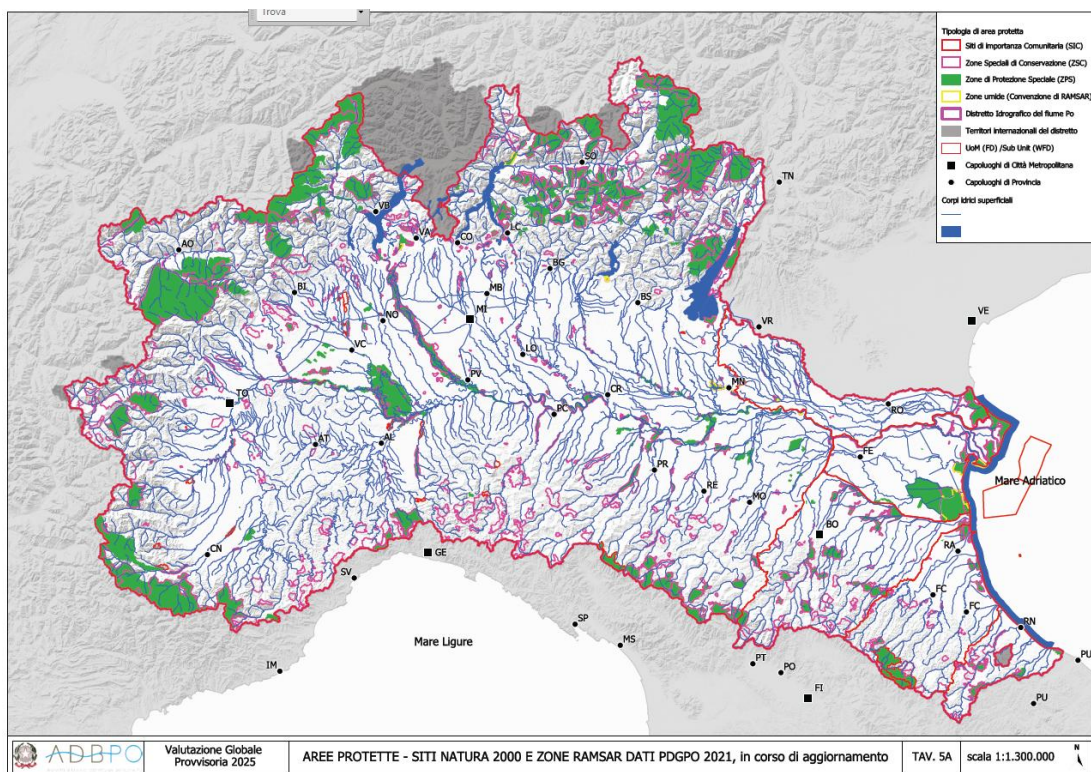 Trova
Tipologia di area protetta
Siti di Importanza Comunitaria (SIC)
Zone Speciali di Conservazione (ZSC)
Zone di Protezione Speciale (ZPS)
Zone umide (Convenzione di RAMSAR)
Distretto Idrografico del fiume Po
Territori internazionali del distretto
UoM (FD) /Sub Unit (WFD)
Capoluoghi di Città Metropolitana
Capoluoghi di Provincia
Corpi idrici superficiali
SO
TN
VB
VA
CO
LC
AO
BG
BI
MB
BS
NO
MI
VR
VE
VC
LO
PV
MN
TO
CR
RO
PC
AT
AL
FE
PR
RE
MO
Mare Adriatico
BO
CN
GE
RA
SV
FC
FC
SP
RN
Mare Ligure
MS
IM
PT
PO
PU
FI
PU
ADBPO
Valutazione Globale
Provvisoria 2025
AREE PROTETTE - SITI NATURA 2000 E ZONE RAMSAR DATI PDGPO 2021, in corso di aggiornamento
TAV. 5A
scala 1:1.300.000
N